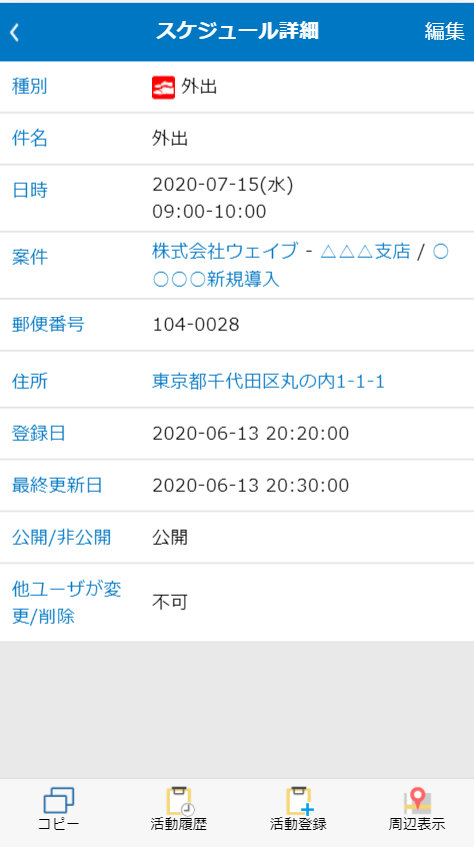 スケジュール詳細 編集
種別 外出
件名 外出
日時 2020-07-15(水)
09:00-10:00
案件 株式会社ウェイブ - △△△支店 / 〇
〇〇〇新規導入
郵便番号 104-0028
住所 東京都千代田区丸の内1-1-1
登録日 2020-06-13 20:20:00
最終更新日 2020-06-13 20:30:00
公開/非公開 公開
他ユーザが変
更/削除 不可
コピー 活動履歴 活動登録 周辺表示